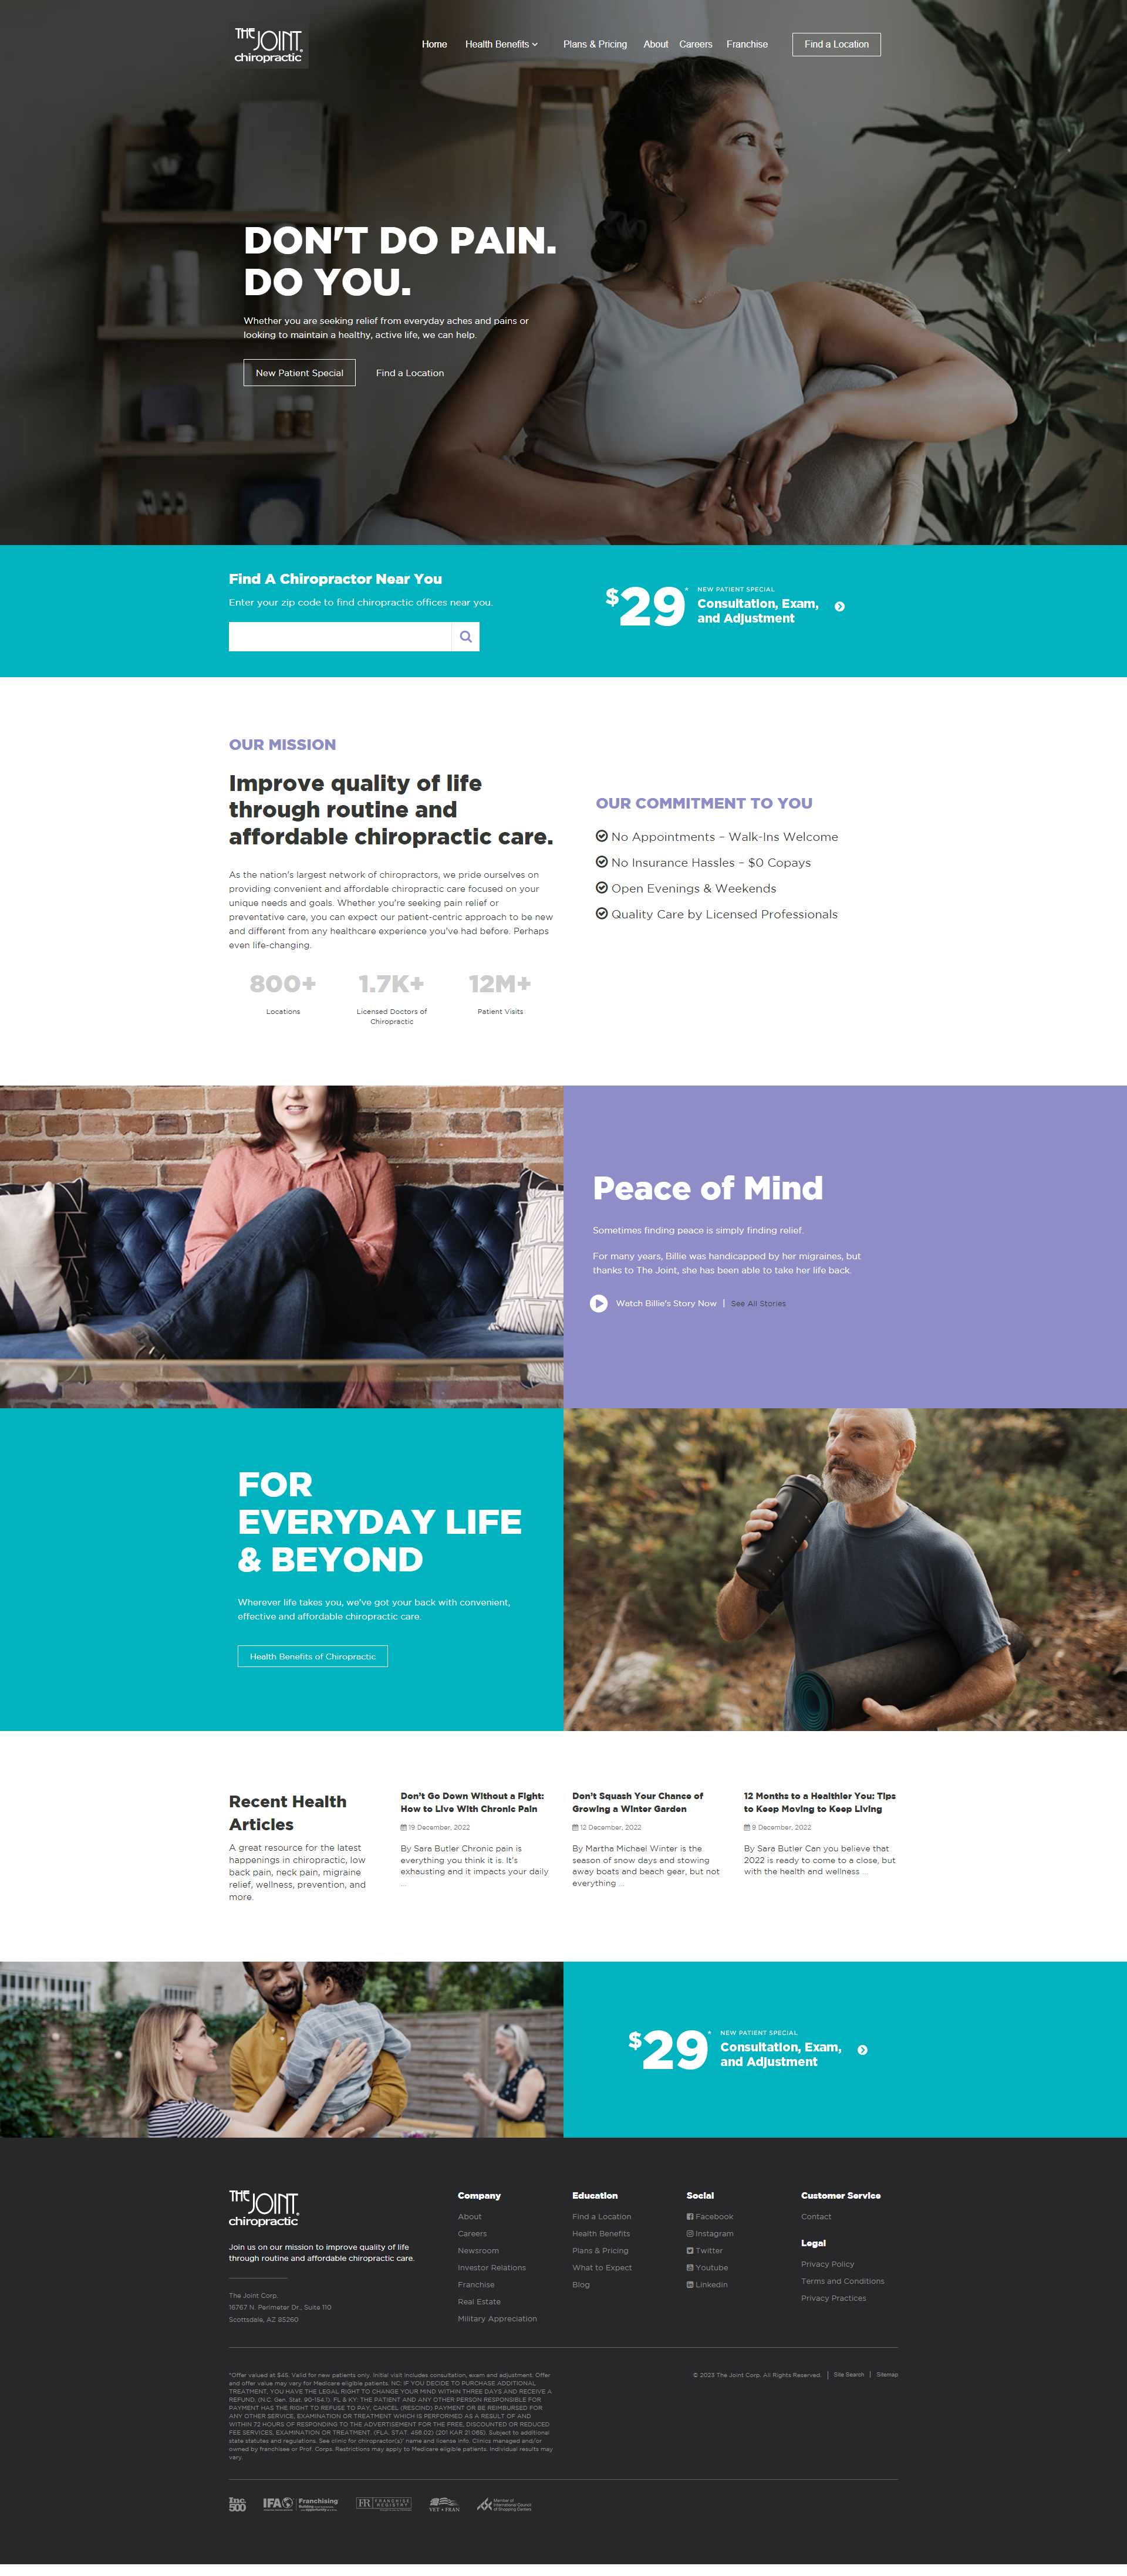 THE JOINT
chiropractic
Home Health Benefits Plans & Pricing About Careers Franchise Find a Location
DON'T DO PAIN.
DO YOU.
Whether you are seeking relief from everyday aches and pains or
looking to maintain a healthy, active life, we can help.
New Patient Special Find a Location
Find A Chiropractor Near You
Enter your zip code to find chiropractic offices near you.
$29*
NEW PATIENT SPECIAL
Consultation, Exam,
and Adjustment
OUR MISSION
Improve quality of life
through routine and
affordable chiropractic care.
As the nation's largest network of chiropractors, we pride ourselves on
providing convenient and affordable chiropractic care focused on your
unique needs and goals. Whether you're seeking pain relief or
preventative care, you can expect our patient-centric approach to be new
and different from any healthcare experience you've had before. Perhaps
even life-changing.
800+ 1.7K+ 12M+
Locations Licensed Doctors of Patient Visits
Chiropractic
OUR COMMITMENT TO YOU
No Appointments – Walk-Ins Welcome
No Insurance Hassles – $0 Copays
Open Evenings & Weekends
Quality Care by Licensed Professionals
Peace of Mind
Sometimes finding peace is simply finding relief.
For many years, Billie was handicapped by her migraines, but
thanks to The Joint, she has been able to take her life back.
Watch Billie's Story Now | See All Stories
FOR
EVERYDAY LIFE
& BEYOND
Wherever life takes you, we've got your back with convenient,
effective and affordable chiropractic care.
Health Benefits of Chiropractic
Recent Health
Articles
A great resource for the latest
happenings in chiropractic, low
back pain, neck pain, migraine
relief, wellness, prevention, and
more.
Don't Go Down Without a Fight:
How to Live With Chronic Pain
19 December, 2022
By Sara Butler Chronic pain is
everything you think it is. It's
exhausting and it impacts your daily
...
Don't Squash Your Chance of
Growing a Winter Garden
12 December, 2022
By Martha Michael Winter is the
season of snow days and stowing
away boats and beach gear, but not
everything ...
12 Months to a Healthier You: Tips
to Keep Moving to Keep Living
9 December, 2022
By Sara Butler Can you believe that
2022 is ready to come to a close, but
with the health and wellness ...
$29*
NEW PATIENT SPECIAL
Consultation, Exam,
and Adjustment
THE JOINT
chiropractic
Join us on our mission to improve quality of life
through routine and affordable chiropractic care.
The Joint Corp.
16767 N. Perimeter Dr., Suite 110
Scottsdale, AZ 85260
Company
About
Careers
Newsroom
Investor Relations
Franchise
Real Estate
Military Appreciation
Education
Find a Location
Health Benefits
Plans & Pricing
What to Expect
Blog
Social
Facebook
Instagram
Twitter
Youtube
Linkedin
Customer Service
Contact
Legal
Privacy Policy
Terms and Conditions
Privacy Practices
*Offer valued at $45. Valid for new patients only. Initial visit includes consultation, exam and adjustment. Offer
and offer value may vary for Medicare eligible patients. NC: IF YOU DECIDE TO PURCHASE ADDITIONAL
TREATMENT, YOU HAVE THE LEGAL RIGHT TO CHANGE YOUR MIND WITHIN THREE DAYS AND RECEIVE A
REFUND. (N.C. Gen. Stat. 90-154.1). FL & KY: THE PATIENT AND ANY OTHER PERSON RESPONSIBLE FOR
PAYMENT HAS THE RIGHT TO REFUSE TO PAY, CANCEL (RESCIND) PAYMENT OR BE REIMBURSED FOR
ANY OTHER SERVICE, EXAMINATION OR TREATMENT WHICH IS PERFORMED AS A RESULT OF AND
WITHIN 72 HOURS OF RESPONDING TO THE ADVERTISEMENT FOR THE FREE, DISCOUNTED OR REDUCED
FEE SERVICES, EXAMINATION OR TREATMENT. (FLA. STAT. 456.02) (201 KAR 21:065). Subject to additional
state statutes and regulations. See clinic for chiropractor(s)' name and license info. Clinics managed and/or
owned by franchisee or Prof. Corps. Restrictions may apply to Medicare eligible patients. Individual results may
vary.
© 2023 The Joint Corp. All Rights Reserved. | Site Search | Sitemap
Inc.
500
IFA Franchising
FR FRANCHISE
REGISTRY
VETFRAN
Member of
International Council
of Shopping Centers